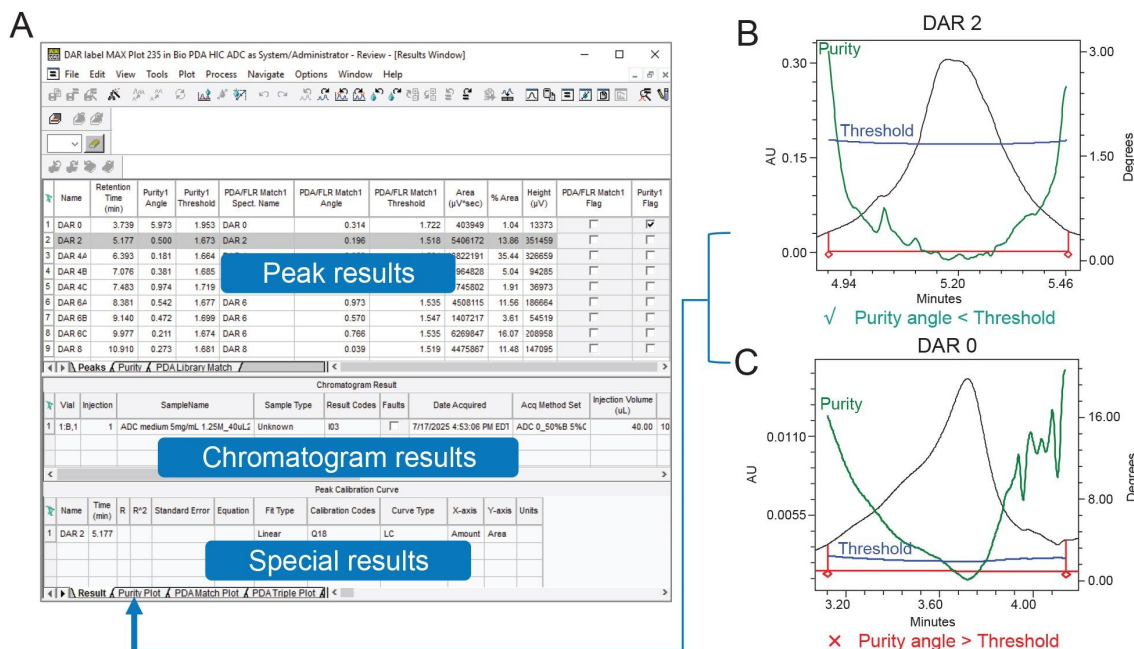 A
DAR label MAX Plot 235 in Bio PDA HIC ADC as System/Administrator - Review - [Results Window]
File Edit View Tools Plot Process Navigate Options Window Help
Name Retention Time (min) Purity1 Angle Purity1 Threshold PDA/FLR Match1 Spect. Name PDA/FLR Match1 Angle PDA/FLR Match1 Threshold Area (µV*sec) % Area Height (µV) PDA/FLR Match1 Flag Purity1 Flag
1 DAR 0 3.739 5.973 1.953 DAR 0 0.314 1.722 403949 1.04 13373
2 DAR 2 5.177 0.500 1.673 DAR 2 0.196 1.518 5406172 13.86 351459
3 DAR 4A 6.393 0.181 1.664 822191 35.44 326659
4 DAR 4B 7.076 0.381 1.685 964828 5.04 94285
5 DAR 4C 7.483 0.974 1.719 745802 1.91 36973
6 DAR 6A 8.381 0.542 1.677 DAR 6 0.973 1.535 4508115 11.56 186664
7 DAR 6B 9.140 0.472 1.699 DAR 6 0.570 1.547 1407217 3.61 54519
8 DAR 6C 9.977 0.211 1.674 DAR 6 0.766 1.535 6269847 16.07 208958
9 DAR 8 10.910 0.273 1.681 DAR 8 0.039 1.519 4475867 11.48 147095
Peak results
Peaks Purity PDA Library Match
Chromatogram Result
Vial Injection SampleName Sample Type Result Codes Faults Date Acquired Acq Method Set Injection Volume (uL)
1 1:B,1 1 ADC medium 5mg/mL 1.25M_40uL2 Unknown I03 7/17/2025 4:53:06 PM EDT ADC 0_50%B 5%C 40.00 10
Chromatogram results
Peak Calibration Curve
Name Time (min) R R^2 Standard Error Equation Fit Type Calibration Codes Curve Type X-axis Y-axis Units
1 DAR 2 5.177 Linear Q18 LC Amount Area
Special results
Result Purity Plot PDA Match Plot PDA Triple Plot
B
DAR 2
Purity
Threshold
0.30
0.15
0.00
AU
3.00
1.50
0.00
Degrees
4.94 5.20 5.46
Minutes
√ Purity angle < Threshold
C
DAR 0
Purity
Threshold
0.0110
0.0055
AU
16.00
8.00
0.00
Degrees
3.20 3.60 4.00
Minutes
× Purity angle > Threshold